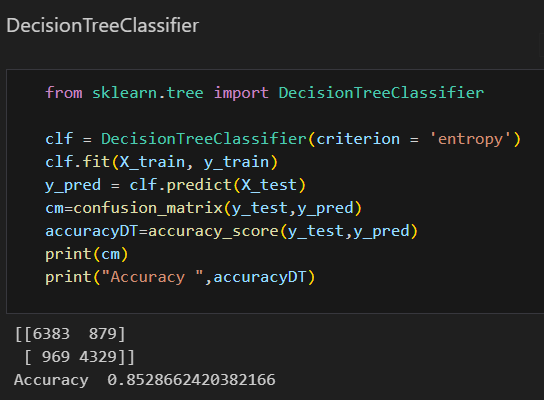 DecisionTreeClassifier
from sklearn.tree import DecisionTreeClassifier
clf = DecisionTreeClassifier(criterion = 'entropy')
clf.fit(X_train, y_train)
y_pred = clf.predict(X_test)
cm=confusion_matrix(y_test,y_pred)
accuracyDT=accuracy_score(y_test,y_pred)
print(cm)
print("Accuracy ",accuracyDT)
[[6383  879]
 [ 969 4329]]
Accuracy  0.8528662420382166